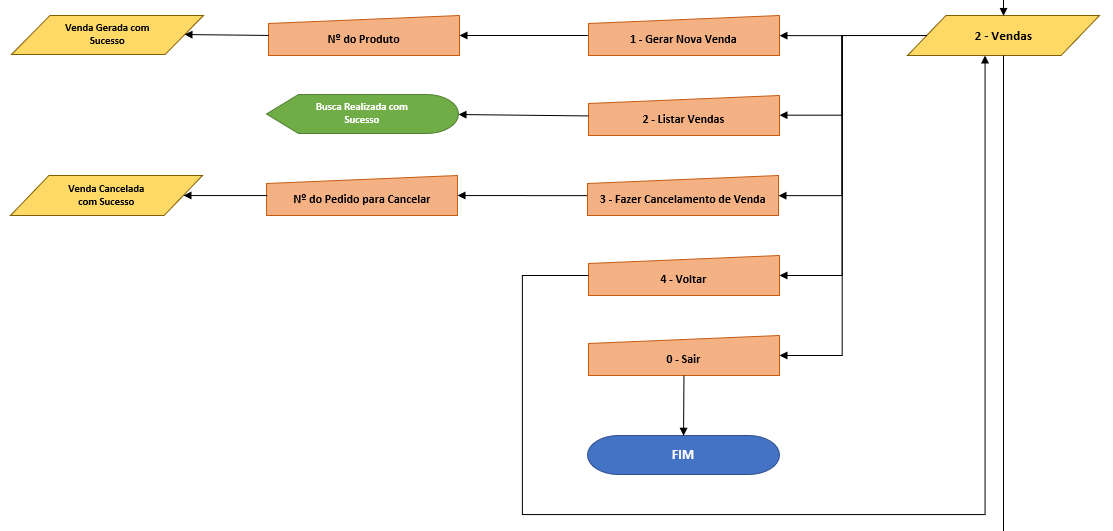 Venda Gerada com
Sucesso
Nº do Produto
1 - Gerar Nova Venda
2 - Vendas
Busca Realizada com
Sucesso
2 - Listar Vendas
Venda Cancelada
com Sucesso
Nº do Pedido para Cancelar
3 - Fazer Cancelamento de Venda
4 - Voltar
0 - Sair
FIM